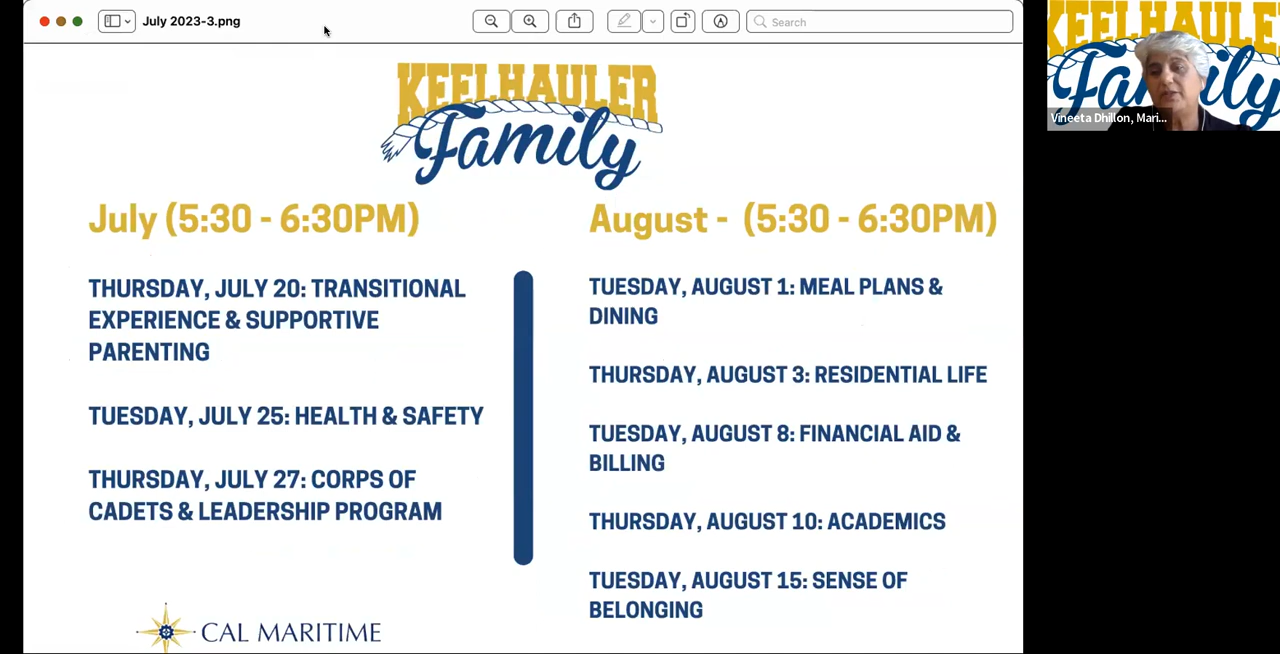 July 2023-3.png
Search
KEELHAULER
Family
July (5:30 - 6:30PM)
THURSDAY, JULY 20: TRANSITIONAL
EXPERIENCE & SUPPORTIVE
PARENTING
TUESDAY, JULY 25: HEALTH & SAFETY
THURSDAY, JULY 27: CORPS OF
CADETS & LEADERSHIP PROGRAM
CAL MARITIME
August - (5:30 - 6:30PM)
TUESDAY, AUGUST 1: MEAL PLANS &
DINING
THURSDAY, AUGUST 3: RESIDENTIAL LIFE
TUESDAY, AUGUST 8: FINANCIAL AID &
BILLING
THURSDAY, AUGUST 10: ACADEMICS
TUESDAY, AUGUST 15: SENSE OF
BELONGING
Vineeta Dhillon, Mari...